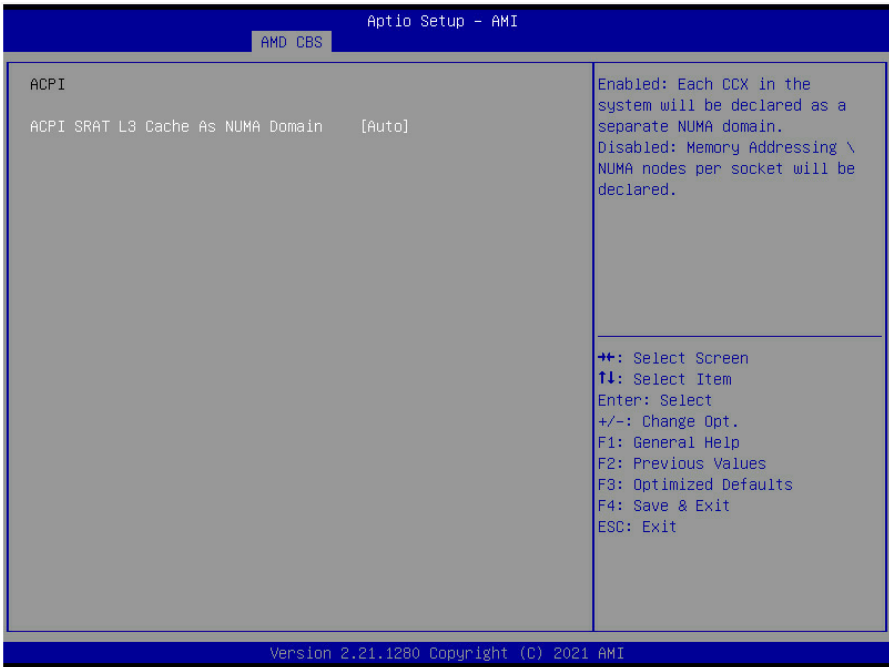 Aptio Setup - AMI
AMD CBS
ACPI
ACPI SRAT L3 Cache As NUMA Domain [Auto]
Enabled: Each CCX in the
system will be declared as a
separate NUMA domain.
Disabled: Memory Addressing \
NUMA nodes per socket will be
declared.
→←: Select Screen
↑↓: Select Item
Enter: Select
+/-: Change Opt.
F1: General Help
F2: Previous Values
F3: Optimized Defaults
F4: Save & Exit
ESC: Exit
Version 2.21.1280 Copyright (C) 2021 AMI